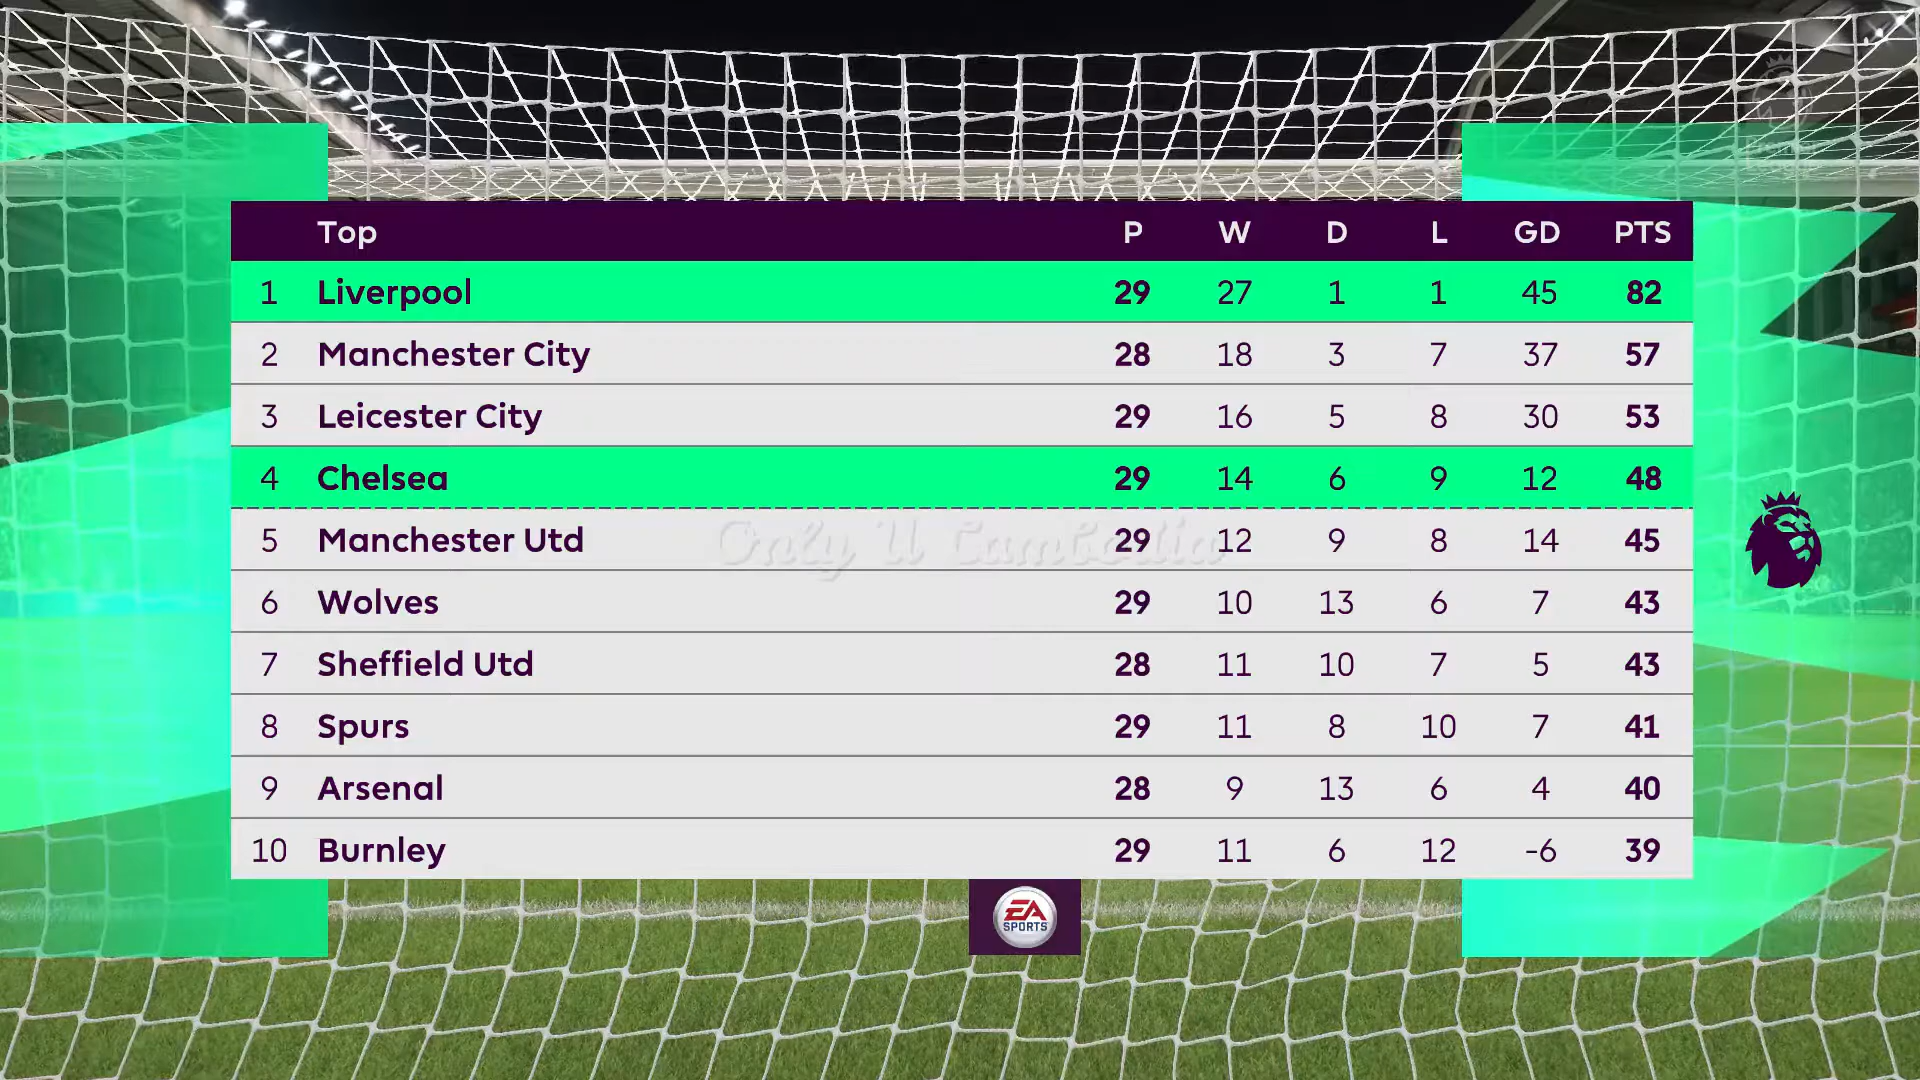 Top P W D L GD PTS
1 Liverpool 29 27 1 1 45 82
2 Manchester City 28 18 3 7 37 57
3 Leicester City 29 16 5 8 30 53
4 Chelsea 29 14 6 9 12 48
5 Manchester Utd 29 12 9 8 14 45
Only U Cambodia
6 Wolves 29 10 13 6 7 43
7 Sheffield Utd 28 11 10 7 5 43
8 Spurs 29 11 8 10 7 41
9 Arsenal 28 9 13 6 4 40
10 Burnley 29 11 6 12 -6 39
EA
SPORTS